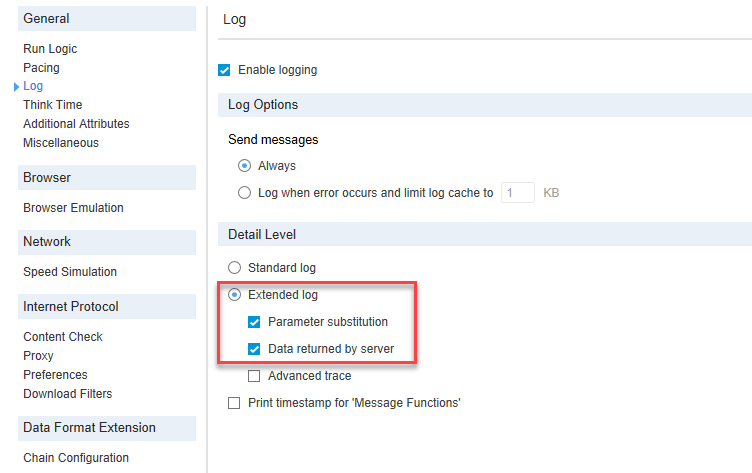 General
Run Logic
Pacing
Log
Think Time
Additional Attributes
Miscellaneous
Browser
Browser Emulation
Network
Speed Simulation
Internet Protocol
Content Check
Proxy
Preferences
Download Filters
Data Format Extension
Chain Configuration
Log
Enable logging
Log Options
Send messages
Always
Log when error occurs and limit log cache to 1 KB
Detail Level
Standard log
Extended log
Parameter substitution
Data returned by server
Advanced trace
Print timestamp for 'Message Functions'